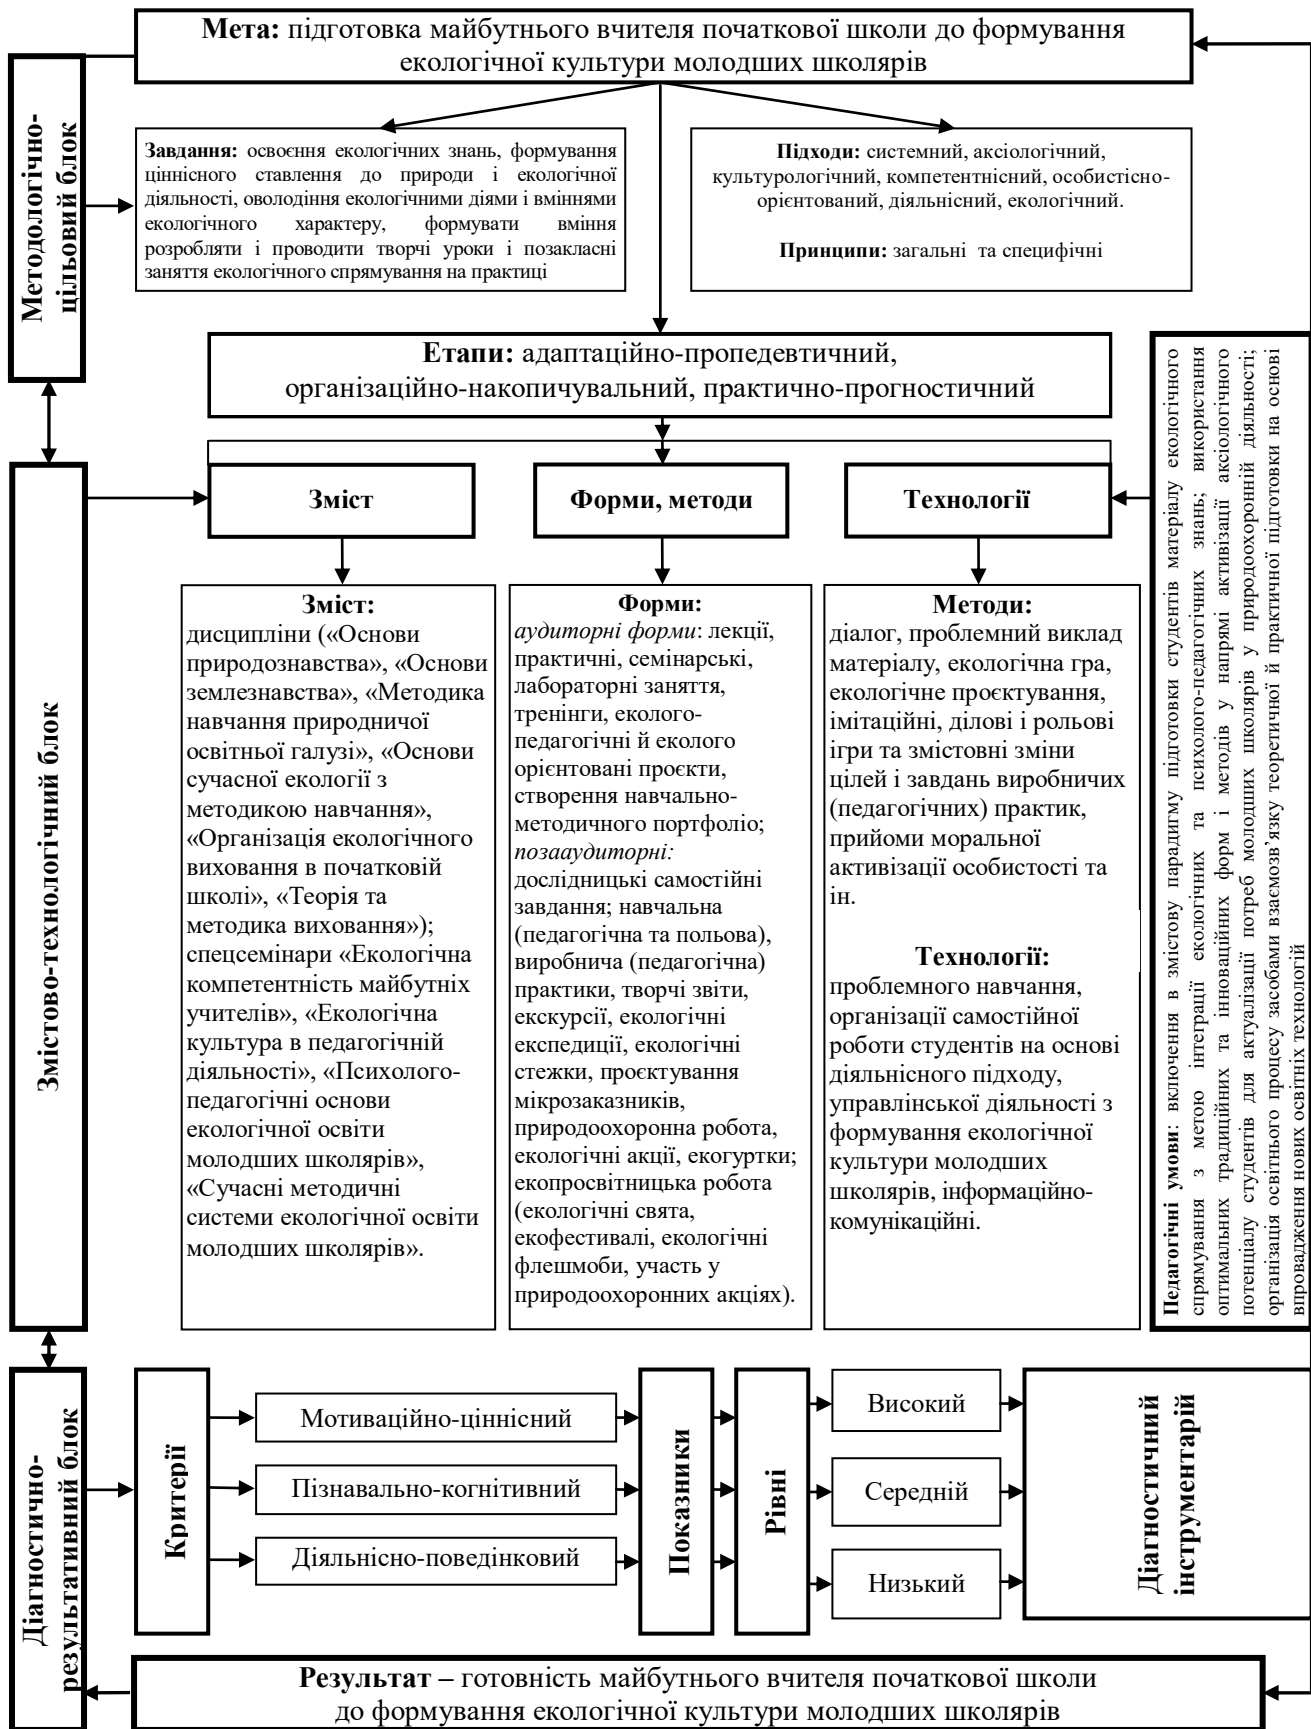 Мета: підготовка майбутнього вчителя початкової школи до формування
екологічної культури молодших школярів
Методологічно-
цільовий блок
Завдання: освоєння екологічних знань, формування
ціннісного ставлення до природи і екологічної
діяльності, оволодіння екологічними діями і вміннями
екологічного характеру, формувати вміння
розробляти і проводити творчі уроки і позакласні
заняття екологічного спрямування на практиці
Підходи: системний, аксіологічний,
культурологічний, компетентнісний, особистісно-
орієнтований, діяльнісний, екологічний.
Принципи: загальні та специфічні
Етапи: адаптаційно-пропедевтичний,
організаційно-накопичувальний, практично-прогностичний
Змістово-технологічний блок
Зміст
Форми, методи
Технології
Зміст:
дисципліни («Основи
природознавства», «Основи
землезнавства», «Методика
навчання природничої
освітньої галузі», «Основи
сучасної екології з
методикою навчання»,
«Організація екологічного
виховання в початковій
школі», «Теорія та
методика виховання»);
спецсемінари «Екологічна
компетентність майбутніх
учителів», «Екологічна
культура в педагогічній
діяльності», «Психолого-
педагогічні основи
екологічної освіти
молодших школярів»,
«Сучасні методичні
системи екологічної освіти
молодших школярів».
Форми:
аудиторні форми: лекції,
практичні, семінарські,
лабораторні заняття,
тренінги, еколого-
педагогічні й еколого
орієнтовані проєкти,
створення навчально-
методичного портфоліо;
позааудиторні:
дослідницькі самостійні
завдання; навчальна
(педагогічна та польова),
виробнича (педагогічна)
практики, творчі звіти,
екскурсії, екологічні
експедиції, екологічні
стежки, проєктування
мікрозаказників,
природоохоронна робота,
екологічні акції, екогуртки;
екопросвітницька робота
(екологічні свята,
екофестивалі, екологічні
флешмоби, участь у
природоохоронних акціях).
Методи:
діалог, проблемний виклад
матеріалу, екологічна гра,
екологічне проєктування,
імітаційні, ділові і рольові
ігри та змістовні зміни
цілей і завдань виробничих
(педагогічних) практик,
прийоми моральної
активізації особистості та
ін.
Технології:
проблемного навчання,
організації самостійної
роботи студентів на основі
діяльнісного підходу,
управлінської діяльності з
формування екологічної
культури молодших
школярів, інформаційно-
комунікаційні.
Педагогічні умови: включення в змістову парадигму підготовки студентів матеріалу екологічного
спрямування з метою інтеграції екологічних та психолого-педагогічних знань; використання
оптимальних традиційних та інноваційних форм і методів у напрямі активізації аксіологічного
потенціалу студентів для актуалізації потреб молодших школярів у природоохоронній діяльності;
організація освітнього процесу засобами взаємозв’язку теоретичної й практичної підготовки на основі
впровадження нових освітніх технологій
Діагностично-
результативний блок
Критерії
Мотиваційно-ціннісний
Пізнавально-когнітивний
Діяльнісно-поведінковий
Показники
Рівні
Високий
Середній
Низький
Діагностичний
інструментарій
Результат – готовність майбутнього вчителя початкової школи
до формування екологічної культури молодших школярів